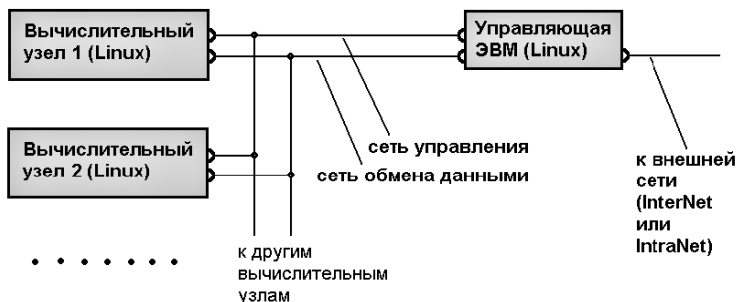 Вычислительный
узел 1 (Linux)
Управляющая
ЭВМ (Linux)
Вычислительный
узел 2 (Linux)
сеть управления
сеть обмена данными
к внешней
сети
(InterNet
или
IntraNet)
к другим
вычислительным
узлам